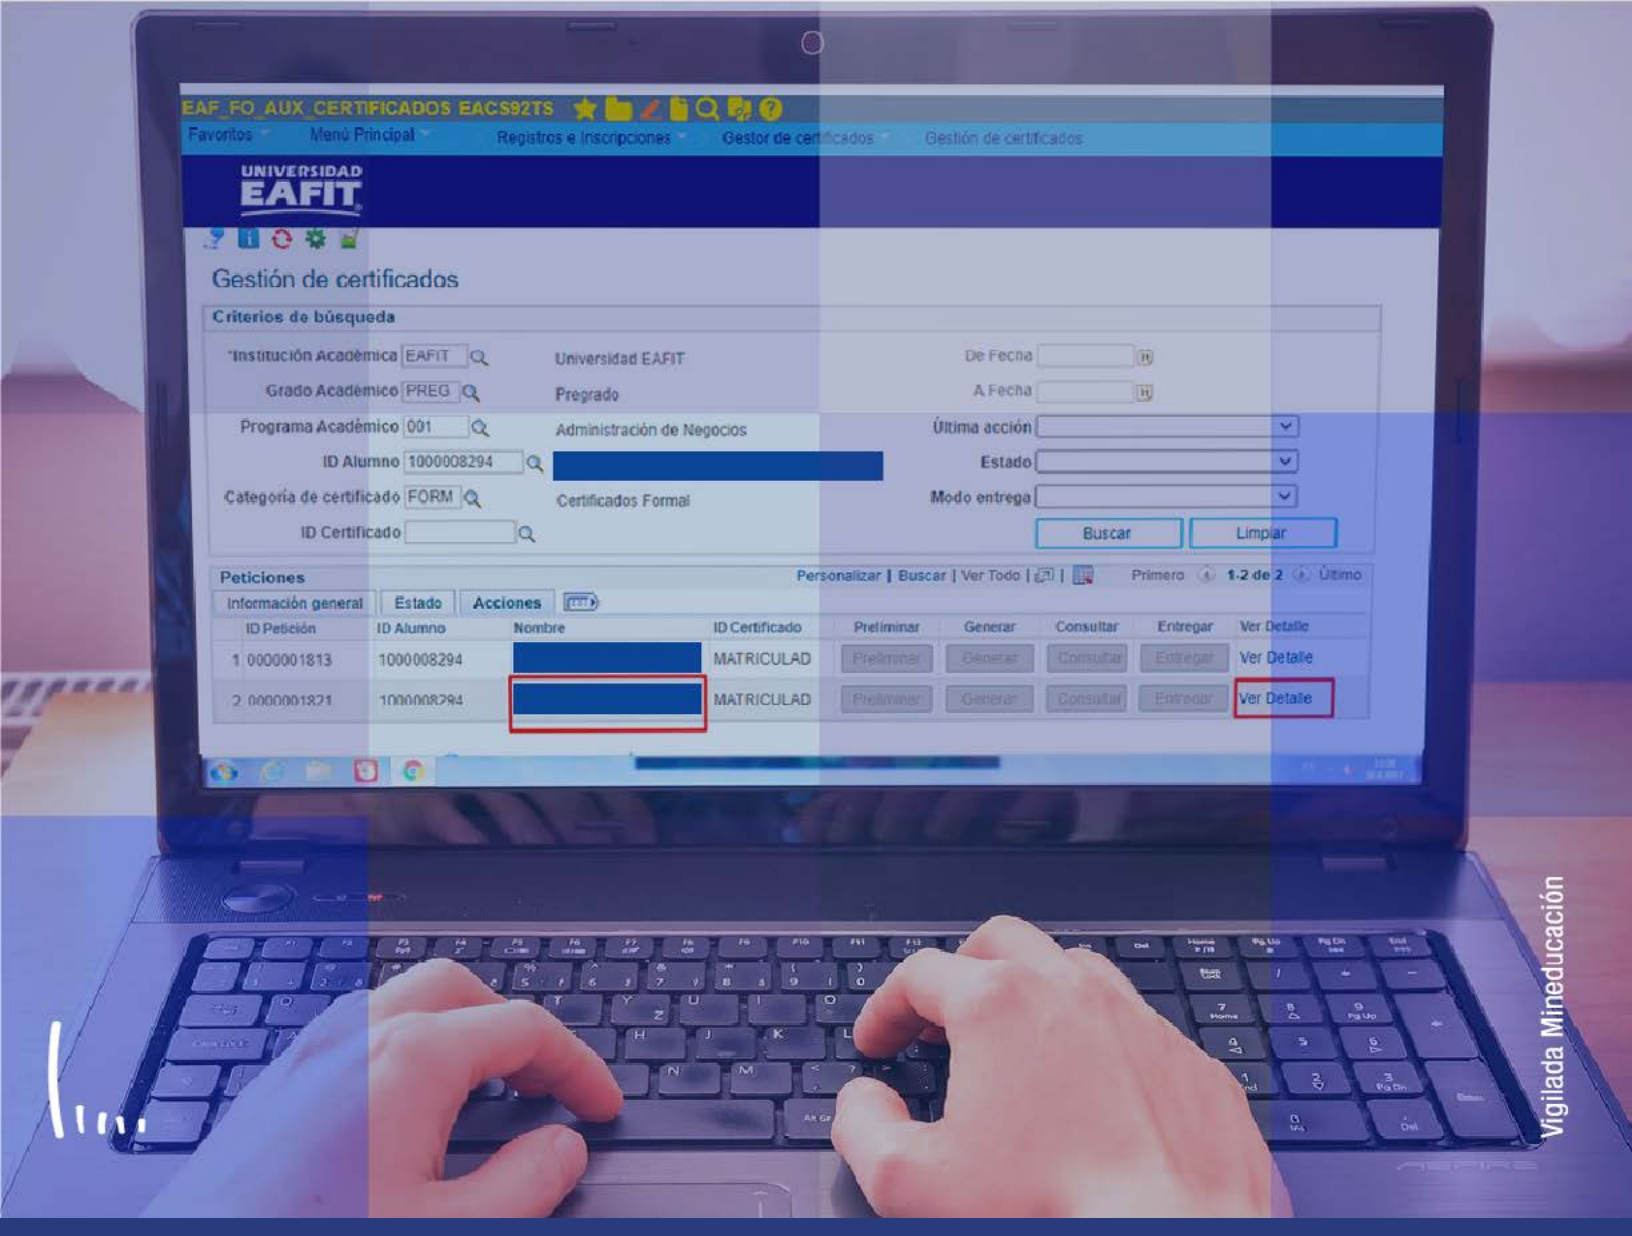 EAF_FO_AUX_CERTIFICADOS EACS92TS
Favoritos Menú Principal Registros e Inscripciones Gestor de certificados Gestión de certificados
UNIVERSIDAD
EAFIT
Gestión de certificados
Criterios de búsqueda
*Institución Académica EAFIT Universidad EAFIT De Fecha
Grado Académico PREG Pregrado A Fecha
Programa Académico 001 Administración de Negocios Última acción
ID Alumno 1000008294 Estado
Categoría de certificado FORM Certificados Formal Modo entrega
ID Certificado Buscar Limpiar
Peticiones Personalizar | Buscar | Ver Todo | | Primero 1-2 de 2 Último
Información general Estado Acciones
ID Petición ID Alumno Nombre ID Certificado Preliminar Generar Consultar Entregar Ver Detalle
1 0000001813 1000008294 MATRICULAD Preliminar Generar Consultar Entregar Ver Detalle
2 0000001821 1000008294 MATRICULAD Preliminar Generar Consultar Entregar Ver Detalle
Vigilada Mineducación